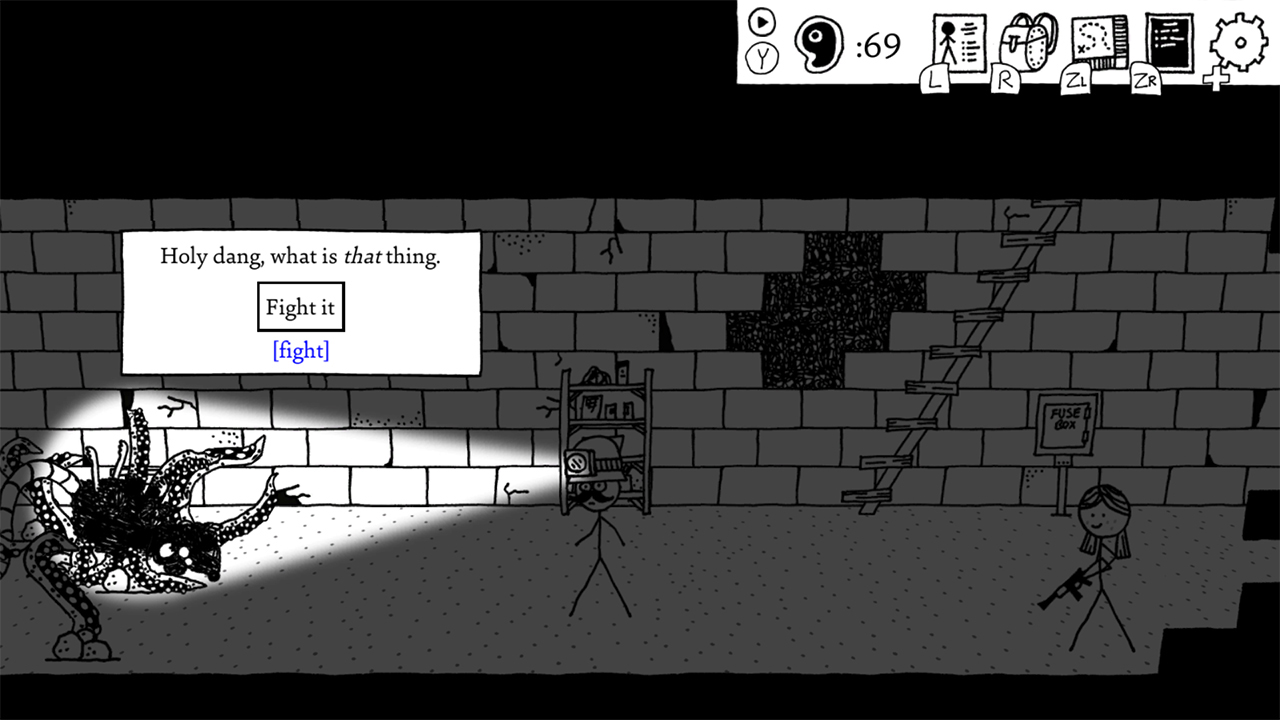 Y
:69
L
R
ZL
ZR
Holy dang, what is that thing.
Fight it
[fight]
FUSE
BOX